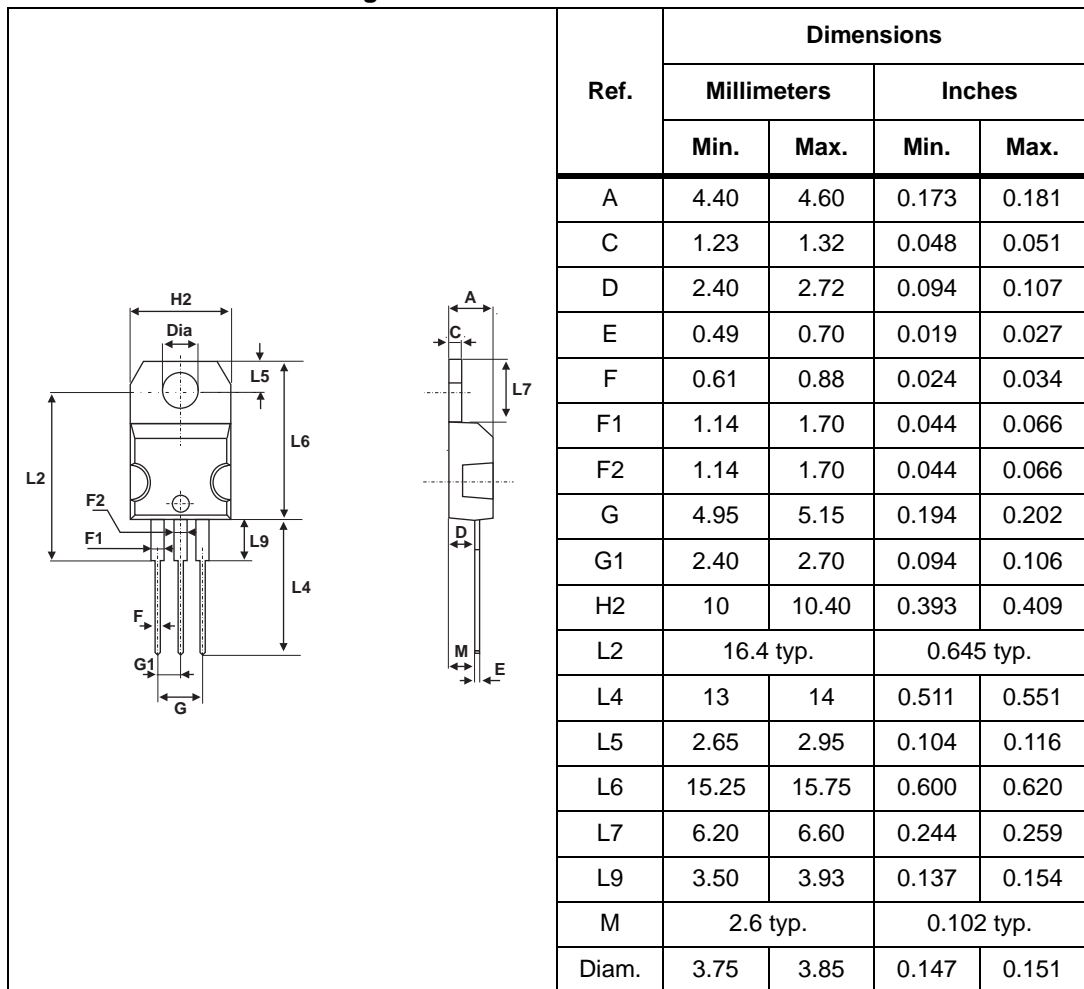 Dimensions
Ref.
Millimeters Inches
Min. Max. Min. Max.
A 4.40 4.60 0.173 0.181
C 1.23 1.32 0.048 0.051
D 2.40 2.72 0.094 0.107
E 0.49 0.70 0.019 0.027
F 0.61 0.88 0.024 0.034
F1 1.14 1.70 0.044 0.066
F2 1.14 1.70 0.044 0.066
G 4.95 5.15 0.194 0.202
G1 2.40 2.70 0.094 0.106
H2 10 10.40 0.393 0.409
L2 16.4 typ. 0.645 typ.
L4 13 14 0.511 0.551
L5 2.65 2.95 0.104 0.116
L6 15.25 15.75 0.600 0.620
L7 6.20 6.60 0.244 0.259
L9 3.50 3.93 0.137 0.154
M 2.6 typ. 0.102 typ.
Diam. 3.75 3.85 0.147 0.151
H2
Dia
L5
L6
L2
F2
F1
L9
L4
F
G1
G
A
C
L7
D
M
E